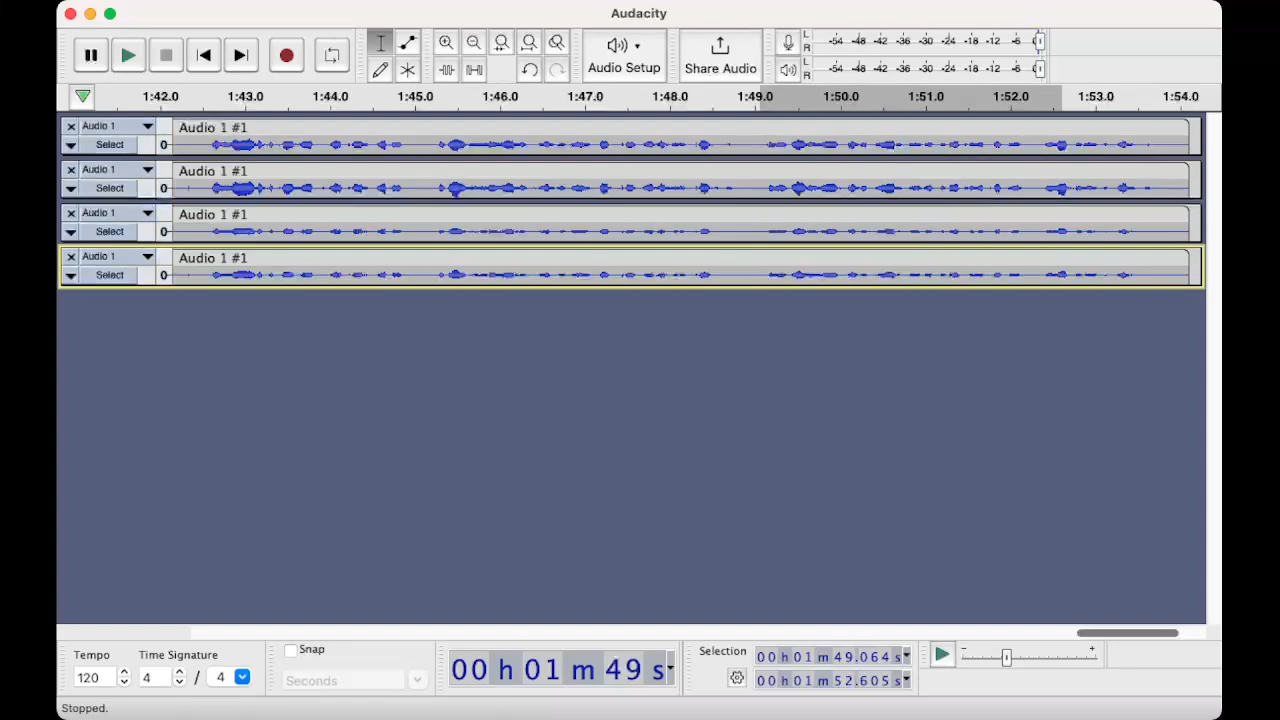 Audacity
Audio Setup
Share Audio
L
R
-54 -48 -42 -36 -30 -24 -18 -12 -6
L
R
-54 -48 -42 -36 -30 -24 -18 -12 -6
1:42.0 1:43.0 1:44.0 1:45.0 1:46.0 1:47.0 1:48.0 1:49.0 1:50.0 1:51.0 1:52.0 1:53.0 1:54.0
Audio 1
Audio 1 #1
Select
0
Audio 1
Audio 1 #1
Select
0
Audio 1
Audio 1 #1
Select
0
Audio 1
Audio 1 #1
Select
0
Tempo
120
Time Signature
4 / 4
Snap
Seconds
00 h 01 m 49 s
Selection
00 h 01 m 49.064 s
00 h 01 m 52.605 s
- +
Stopped.